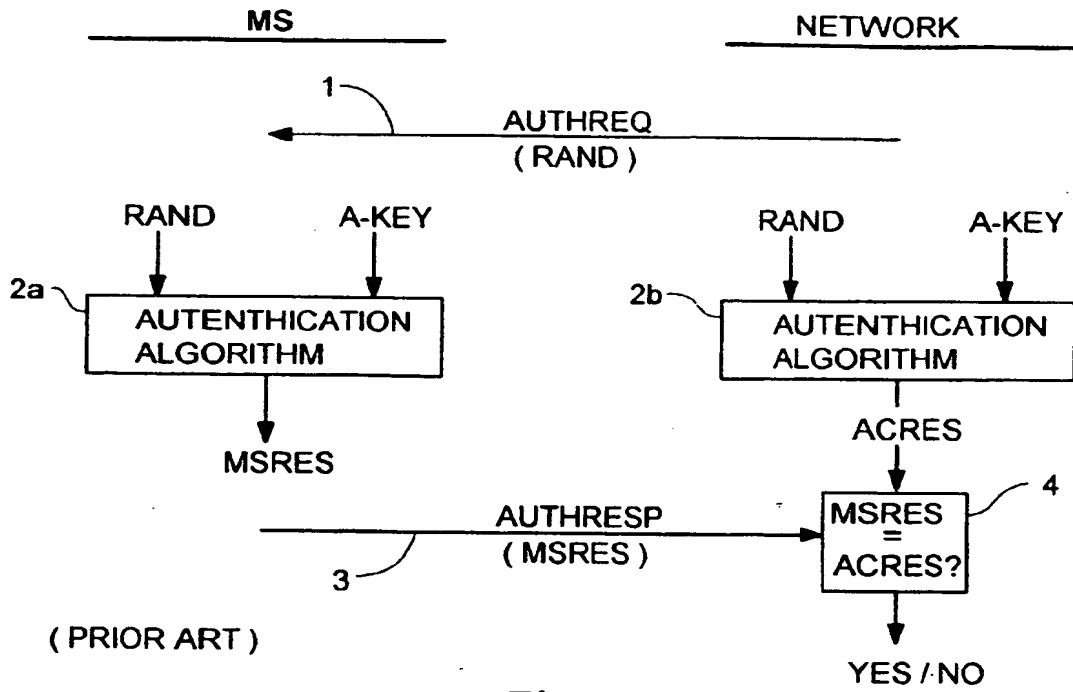 MS
NETWORK
1
AUTHREQ
( RAND )
RAND
A-KEY
RAND
A-KEY
2a
2b
AUTENTHICATION
ALGORITHM
AUTENTHICATION
ALGORITHM
MSRES
ACRES
4
AUTHRESP
( MSRES )
3
MSRES
=
ACRES?
( PRIOR ART )
YES / NO